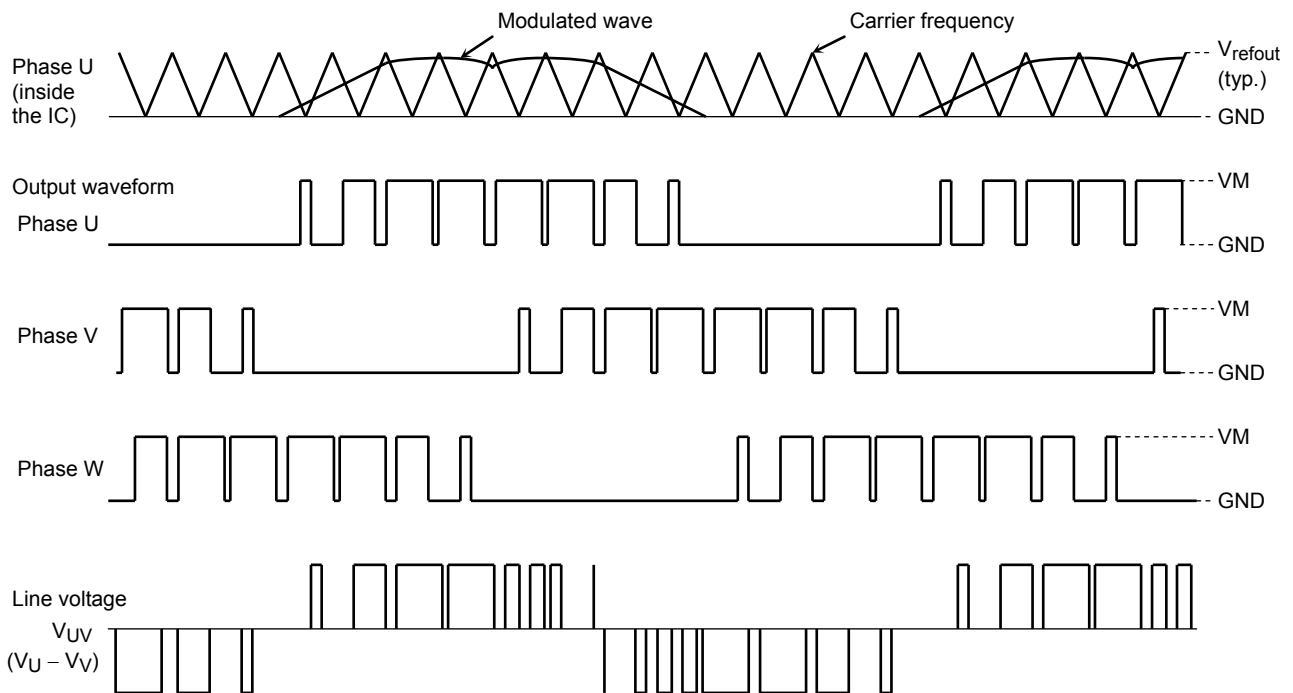 Modulated wave
Carrier frequency
Phase U
(inside
the IC)
Vrefout
(typ.)
GND
Output waveform
Phase U
VM
GND
Phase V
VM
GND
Phase W
VM
GND
Line voltage
VUV
(VU – VV)